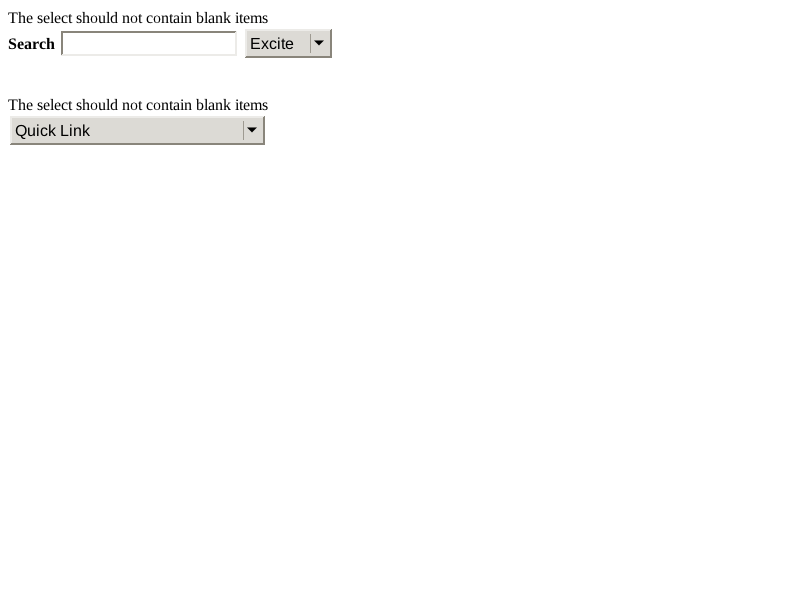 The select should not contain blank items
Search Excite
The select should not contain blank items
Quick Link